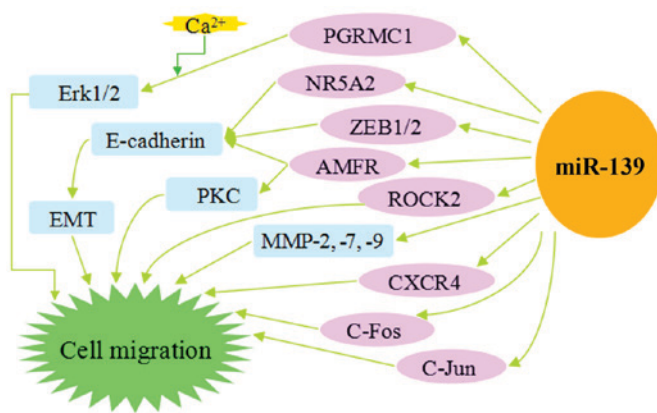 Ca²⁺
PGRMC1
NR5A2
Erk1/2
ZEB1/2
E-cadherin
AMFR
miR-139
PKC
ROCK2
EMT
MMP-2, -7, -9
CXCR4
C-Fos
Cell migration
C-Jun